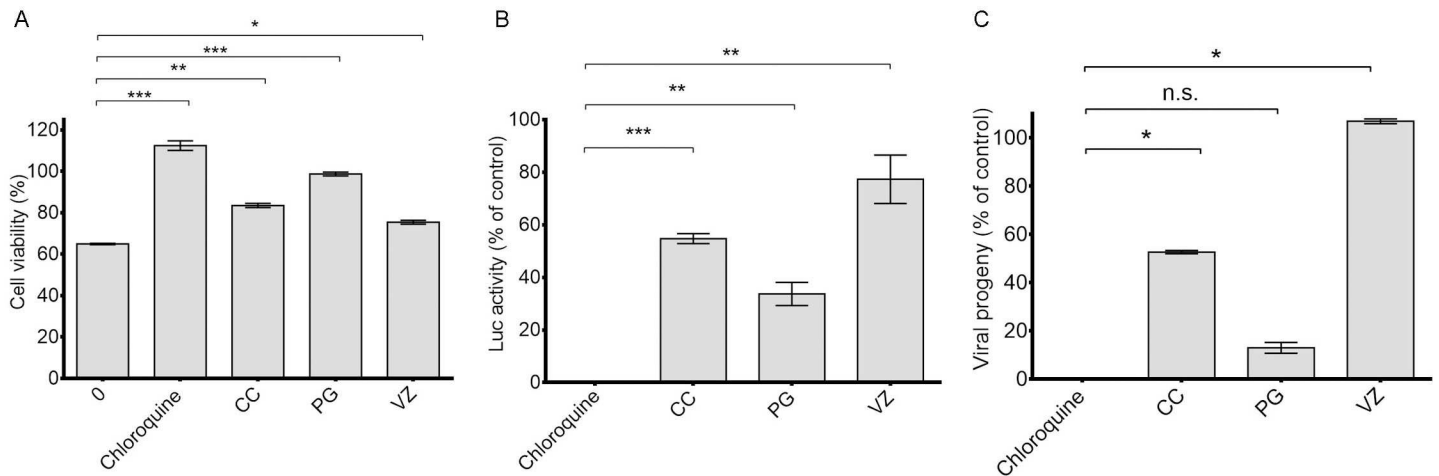 A
*
***
**
***
Cell viability (%)
120
100
80
60
40
20
0
0
Chloroquine
CC
PG
VZ
B
**
**
***
Luc activity (% of control)
100
80
60
40
20
0
Chloroquine
CC
PG
VZ
C
*
n.s.
*
Viral progeny (% of control)
100
80
60
40
20
0
Chloroquine
CC
PG
VZ